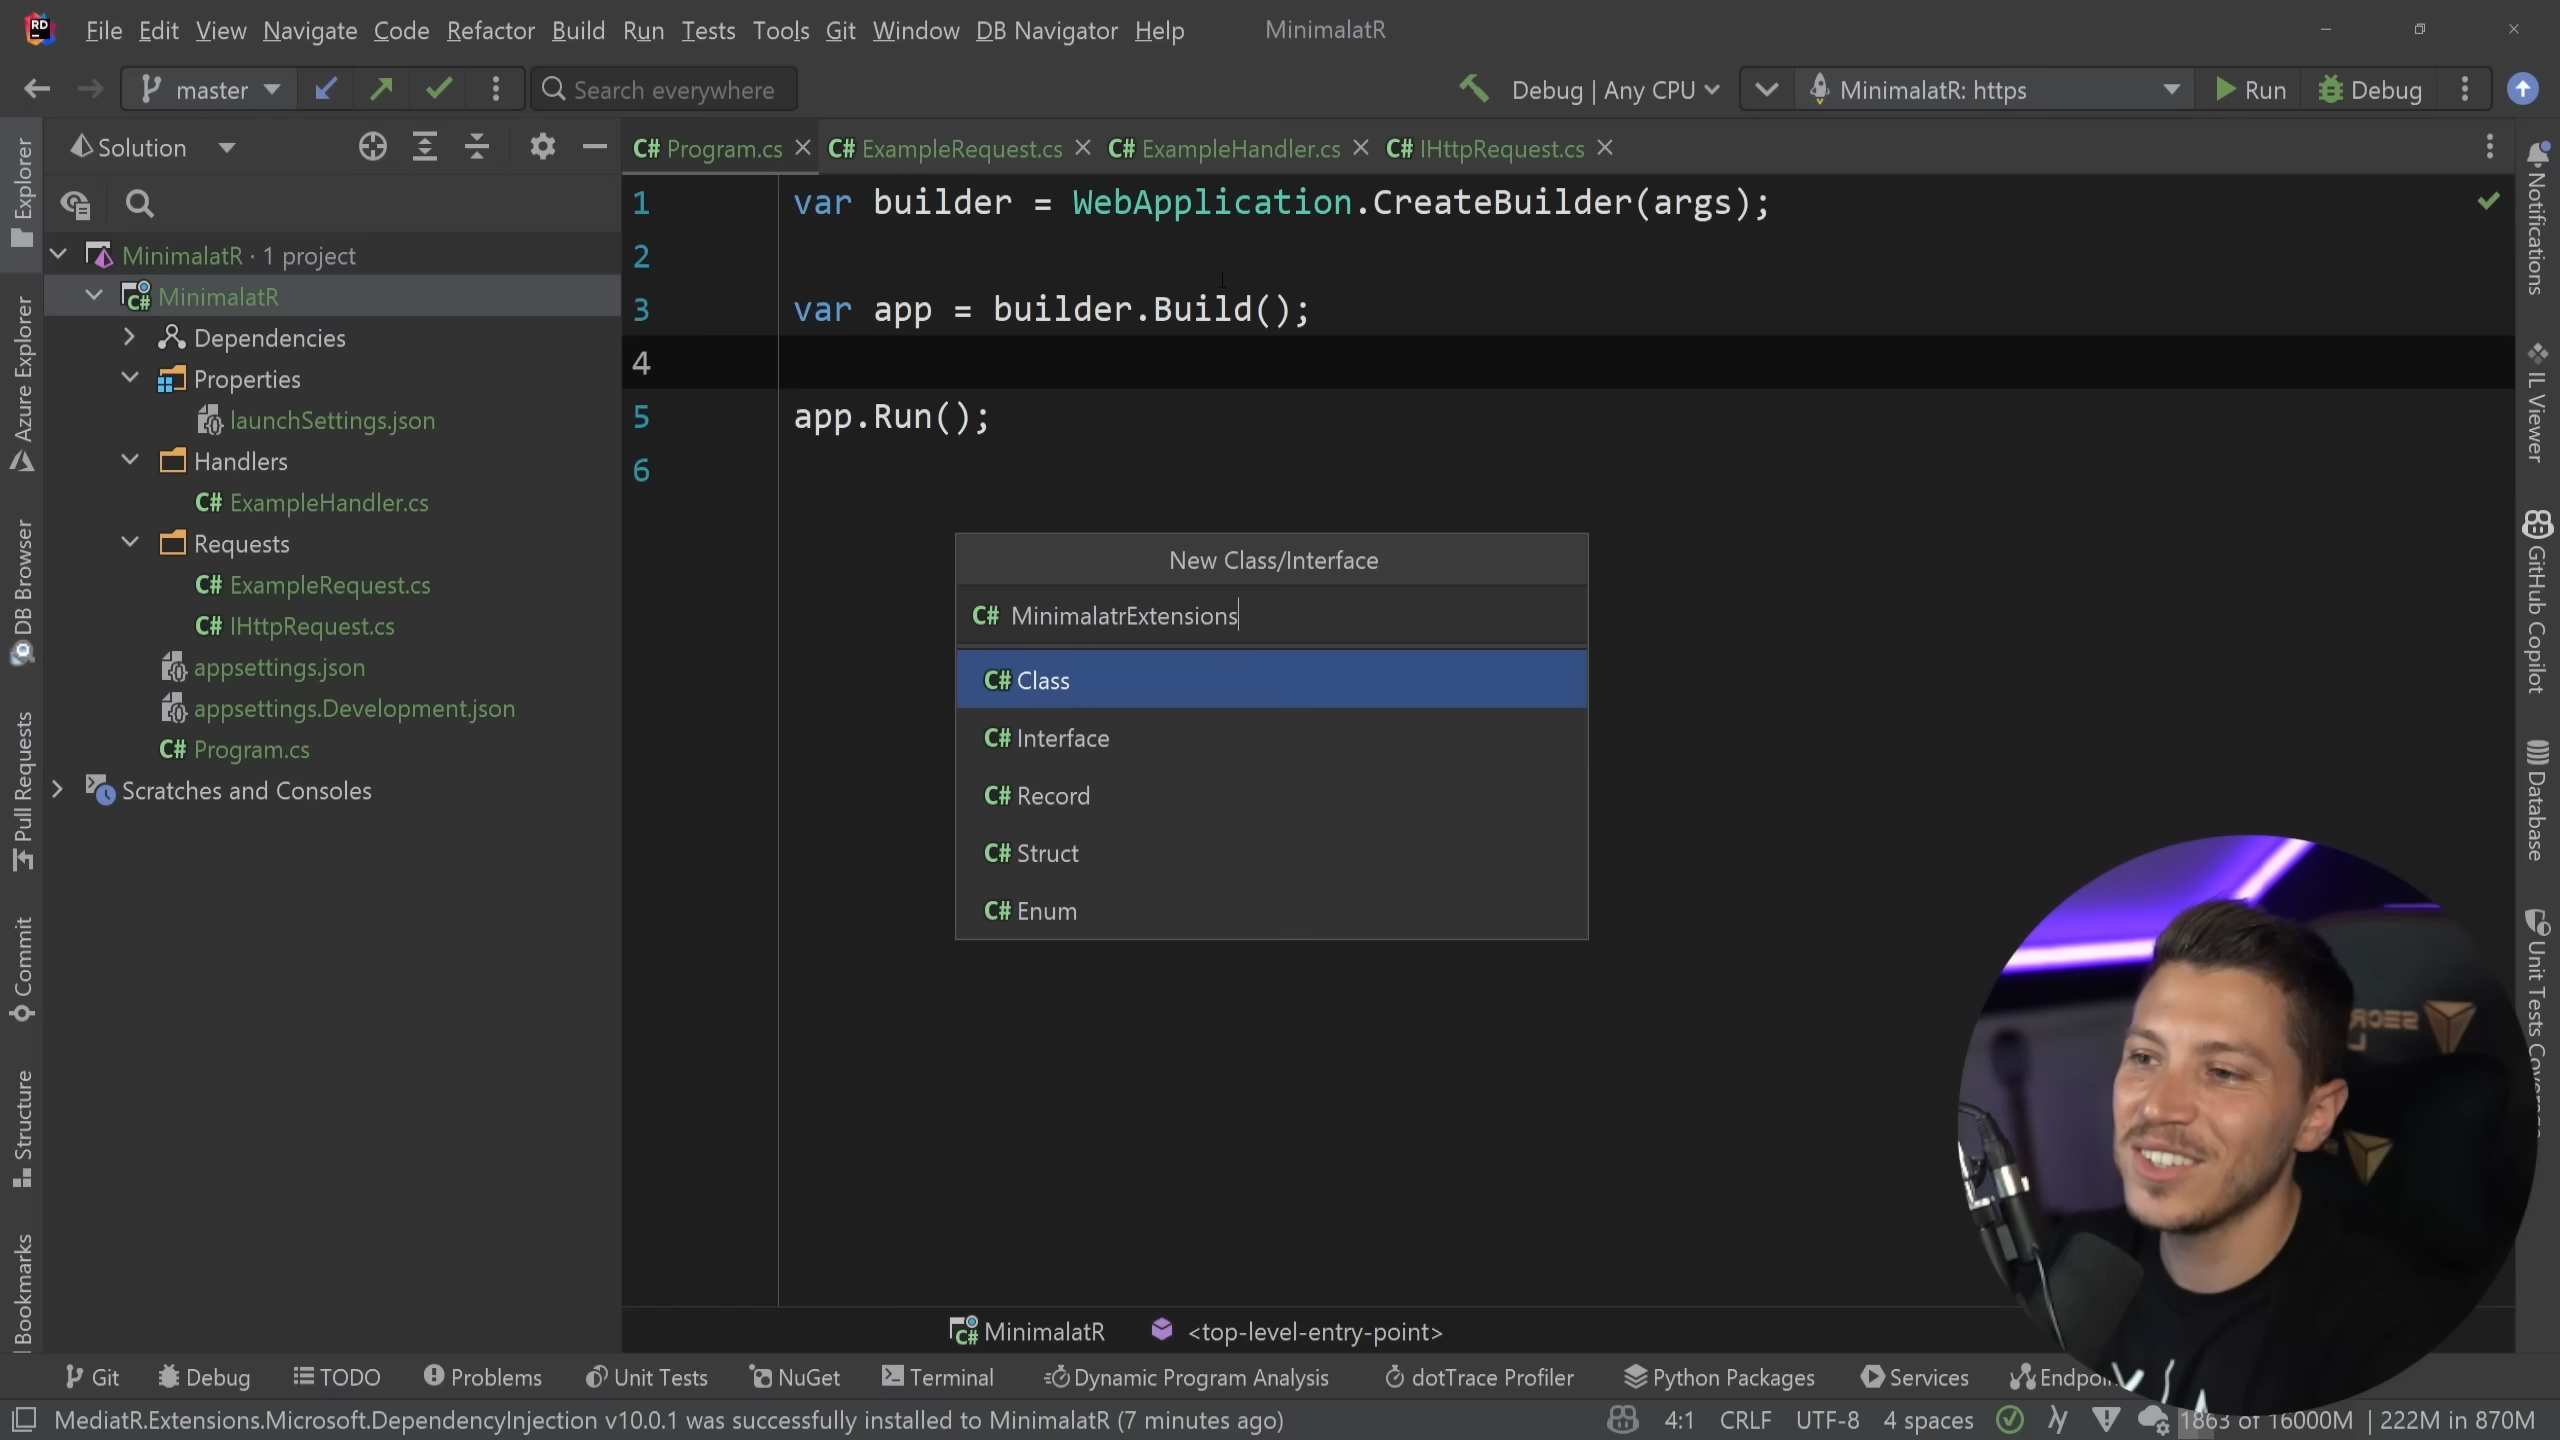 RD File Edit View Navigate Code Refactor Build Run Tests Tools Git Window DB Navigator Help MinimalatR
master Search everywhere Debug | Any CPU MinimalatR: https Run Debug
Solution
C# Program.cs C# ExampleRequest.cs C# ExampleHandler.cs C# IHttpRequest.cs
MinimalatR · 1 project
C# MinimalatR
Dependencies
Properties
launchSettings.json
Handlers
C# ExampleHandler.cs
Requests
C# ExampleRequest.cs
C# IHttpRequest.cs
appsettings.json
appsettings.Development.json
C# Program.cs
Scratches and Consoles
1 var builder = WebApplication.CreateBuilder(args);
2
3 var app = builder.Build();
4
5 app.Run();
6
New Class/Interface
C# MinimalatrExtensions
C# Class
C# Interface
C# Record
C# Struct
C# Enum
Explorer
Azure Explorer
DB Browser
Pull Requests
Commit
Structure
Bookmarks
Notifications
IL Viewer
GitHub Copilot
Database
Unit Tests
C# MinimalatR <top-level-entry-point>
Git Debug TODO Problems Unit Tests NuGet Terminal Dynamic Program Analysis dotTrace Profiler Python Packages Services
MediatR.Extensions.Microsoft.DependencyInjection v10.0.1 was successfully installed to MinimalatR (7 minutes ago) 4:1 CRLF UTF-8 4 spaces 1863 of 16000M | 222M in 870M